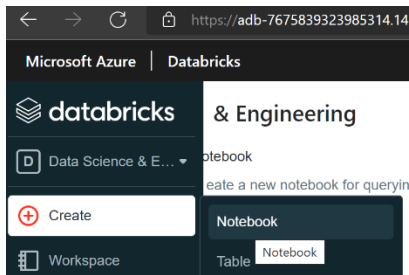 https://adb-7675839323985314.14
Microsoft Azure | Databricks
databricks
& Engineering
D Data Science & E...
otebook
eate a new notebook for queryin
Create
Notebook
Workspace
Table
Notebook